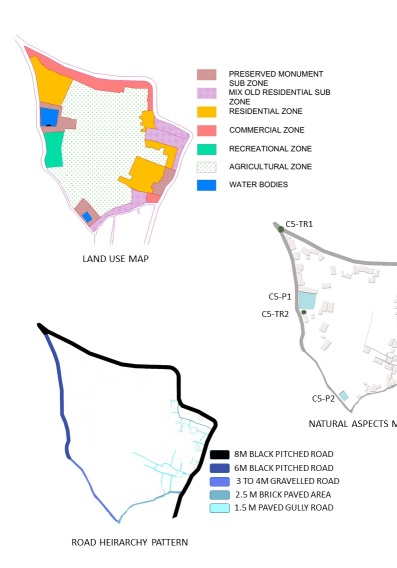 PRESERVED MONUMENT
SUB ZONE
MIX OLD RESIDENTIAL SUB
ZONE
RESIDENTIAL ZONE
COMMERCIAL ZONE
RECREATIONAL ZONE
AGRICULTURAL ZONE
WATER BODIES
LAND USE MAP
C5-TR1
C5-P1
C5-TR2
C5-P2
NATURAL ASPECTS M
8M BLACK PITCHED ROAD
6M BLACK PITCHED ROAD
3 TO 4M GRAVELLED ROAD
2.5 M BRICK PAVED AREA
1.5 M PAVED GULLY ROAD
ROAD HEIRARCHY PATTERN